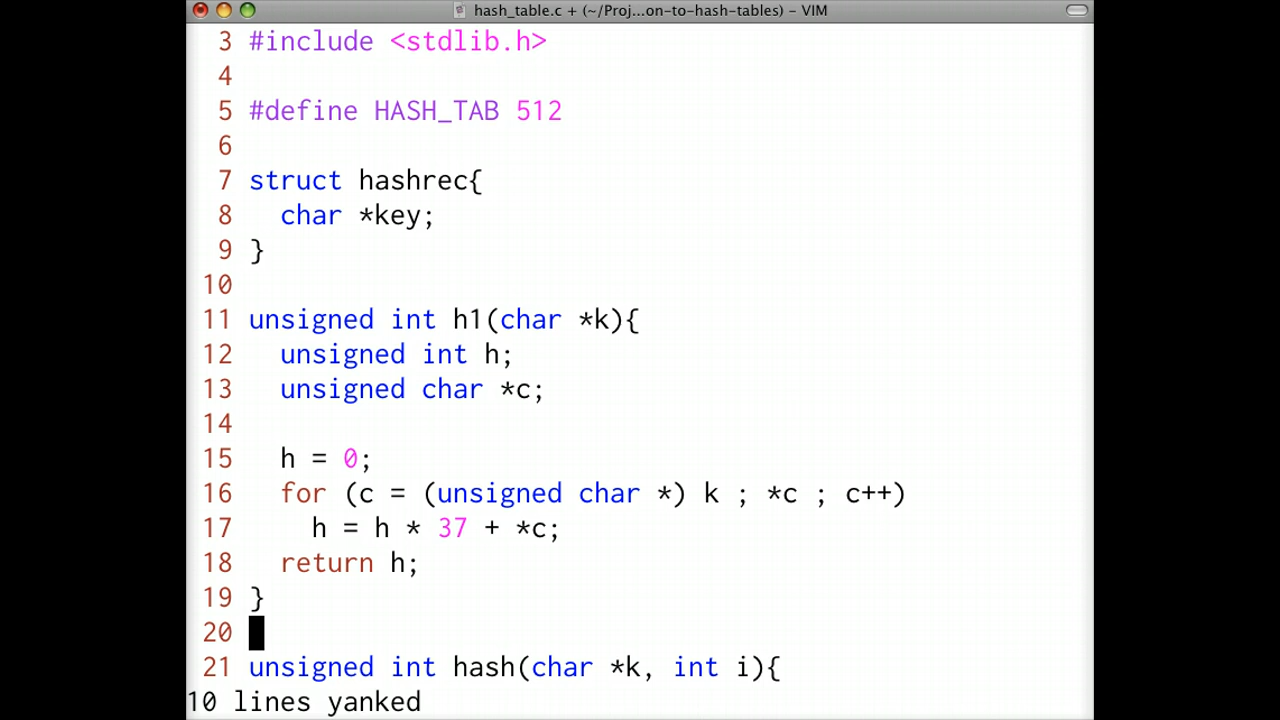 hash_table.c + (~/Proj...on-to-hash-tables) – VIM
3 #include <stdlib.h>
4
5 #define HASH_TAB 512
6
7 struct hashrec{
8   char *key;
9 }
10
11 unsigned int h1(char *k){
12   unsigned int h;
13   unsigned char *c;
14
15   h = 0;
16   for (c = (unsigned char *) k ; *c ; c++)
17     h = h * 37 + *c;
18   return h;
19 }
20
21 unsigned int hash(char *k, int i){
10 lines yanked